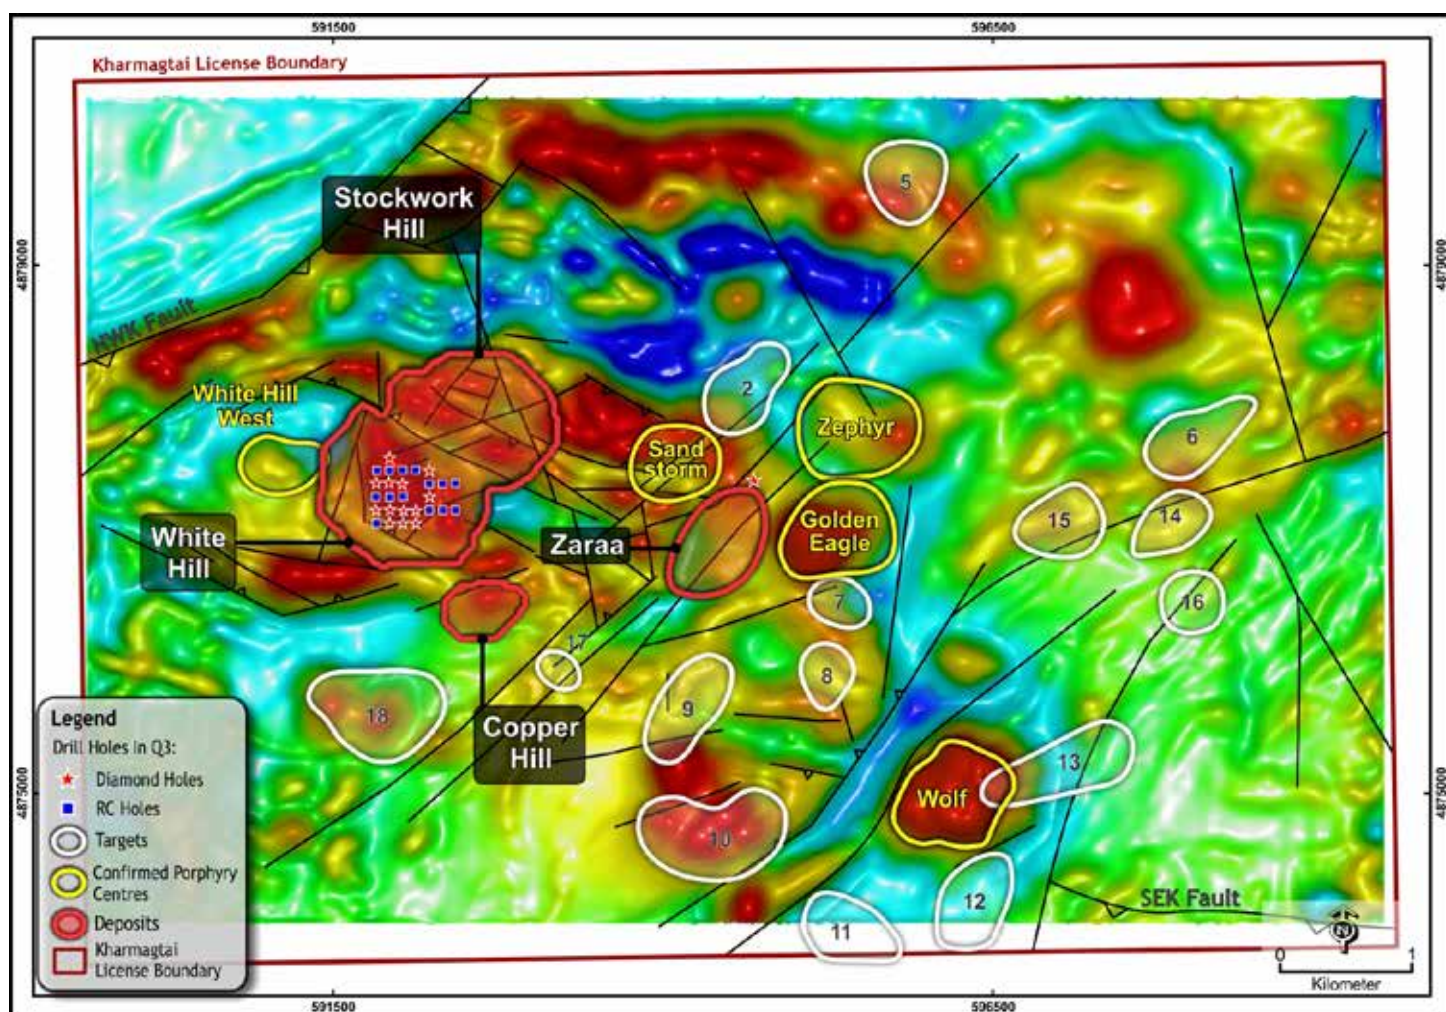 591500
596500
Kharmagtai License Boundary
Stockwork
Hill
5
4879000
4879000
NWK Fault
2
White Hill
West
Zephyr
Sand
storm
6
Golden
Eagle
15
14
White
Hill
Zaraa
7
16
17
8
9
18
Copper
Hill
13
Wolf
10
12
11
SEK Fault
4875000
4875000
Legend
Drill Holes in Q3:
Diamond Holes
RC Holes
Targets
Confirmed Porphyry
Centres
Deposits
Kharmagtai
License Boundary
N
0 1
Kilometer
591500
596500